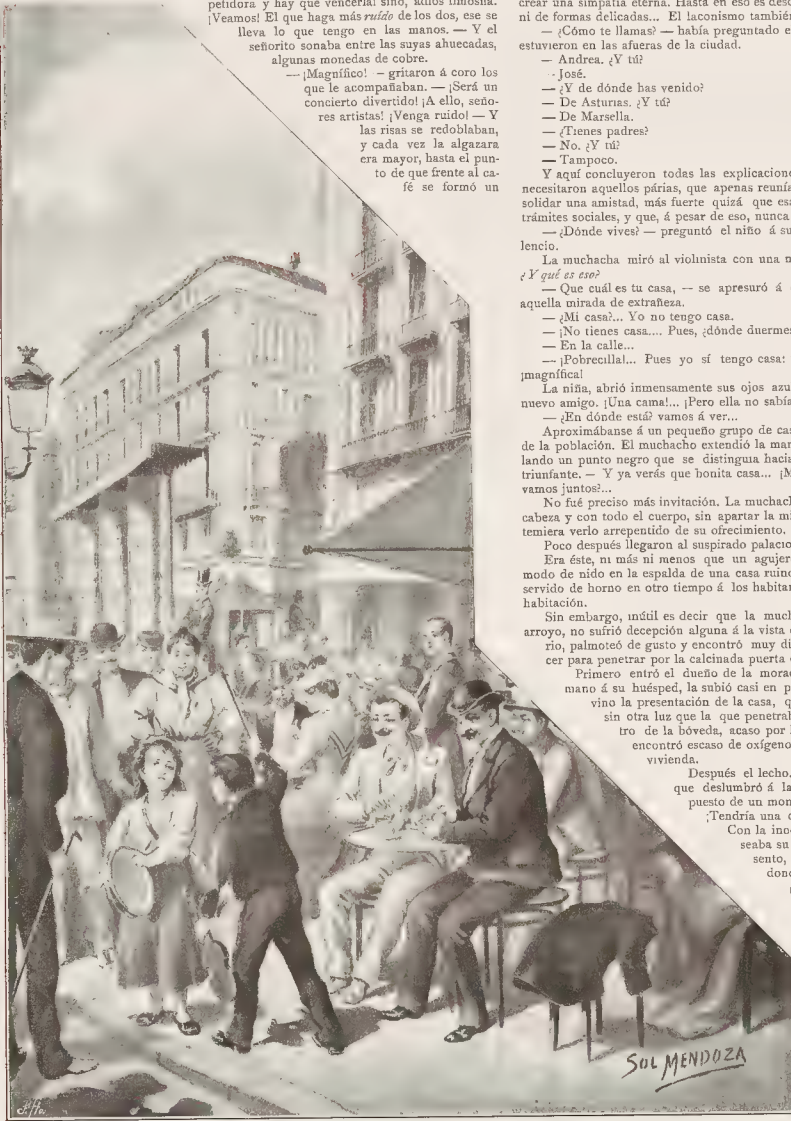 petidora y hay que vencerla! sino, adios limosna.
¡Veamos! El que haga más ruído de los dos, ese se
lleva lo que tengo en las manos. — Y el
señorito sonaba entre las suyas ahuecadas,
algunas monedas de cobre.
— ¡Magnífico! — gritaron á coro los
que le acompañaban. — ¡Será un
concierto divertido! ¡A ello, seño-
res artistas! ¡Venga ruido! — Y
las risas se redoblaban,
y cada vez la algazara
era mayor, hasta el pun-
to de que frente al ca-
fé se formó un
crear una simpatía eterna. Hasta en eso es
ni de formas delicadas... El laconismo también
— ¿Cómo te llamas? — había preguntado
estuvieron en las afueras de la ciudad.
— Andrea. ¿Y tú?
- José.
— ¿Y de dónde has venido?
— De Asturias. ¿Y tú?
— De Marsella.
— ¿Tienes padres?
— No. ¿Y tú?
— Tampoco.
Y aquí concluyeron todas las explicacione
necesitaron aquellos párias, que apenas reunía
solidar una amistad, más fuerte quizá que esa
trámites sociales, y que, á pesar de eso, nunca
— ¿Dónde vives? — preguntó el niño á su
lencio.
La muchacha miró al violinista con una m
¿Y qué es eso?
— Que cuál es tu casa, — se apresuró á
aquella mirada de extrañeza.
— ¿Mi casa?... Yo no tengo casa.
— ¡No tienes casa.... Pues, ¿dónde duermes
— En la calle...
— ¡Pobrecilla!... Pues yo sí tengo casa:
¡magnífica!
La niña, abrió inmensamente sus ojos azu
nuevo amigo. ¡Una cama!... ¡Pero ella no sabía
— ¿En dónde está? vamos á ver...
Aproximábanse á un pequeño grupo de cas
de la población. El muchacho extendió la man
lando un punto negro que se distinguia hacia
triunfante. — Y ya verás que bonita casa... ¡M
vamos juntos?...
No fué preciso más invitación. La muchach
cabeza y con todo el cuerpo, sin apartar la mi
temiera verlo arrepentido de su ofrecimiento.
Poco después llegaron al suspirado palacio
Era éste, ni más ni menos que un agujer
modo de nido en la espalda de una casa ruino
servido de horno en otro tiempo á los habitan
habitación.
Sin embargo, inútil es decir que la much
arroyo, no sufrió decepción alguna á la vista
rio, palmoteó de gusto y encontró muy di
cer para penetrar por la calcinada puerta
Primero entró el dueño de la morad
mano á su huésped, la subió casi en p
vino la presentación de la casa, q
sin otra luz que la que penetral
tro de la bóveda, acaso por
encontró escaso de oxígeno
vivienda.
Después el lecho.
que deslumbró á la
puesto de un mon
¡Tendría una
Con la ino
seaba su
sento,
don
SOL MENDOZA